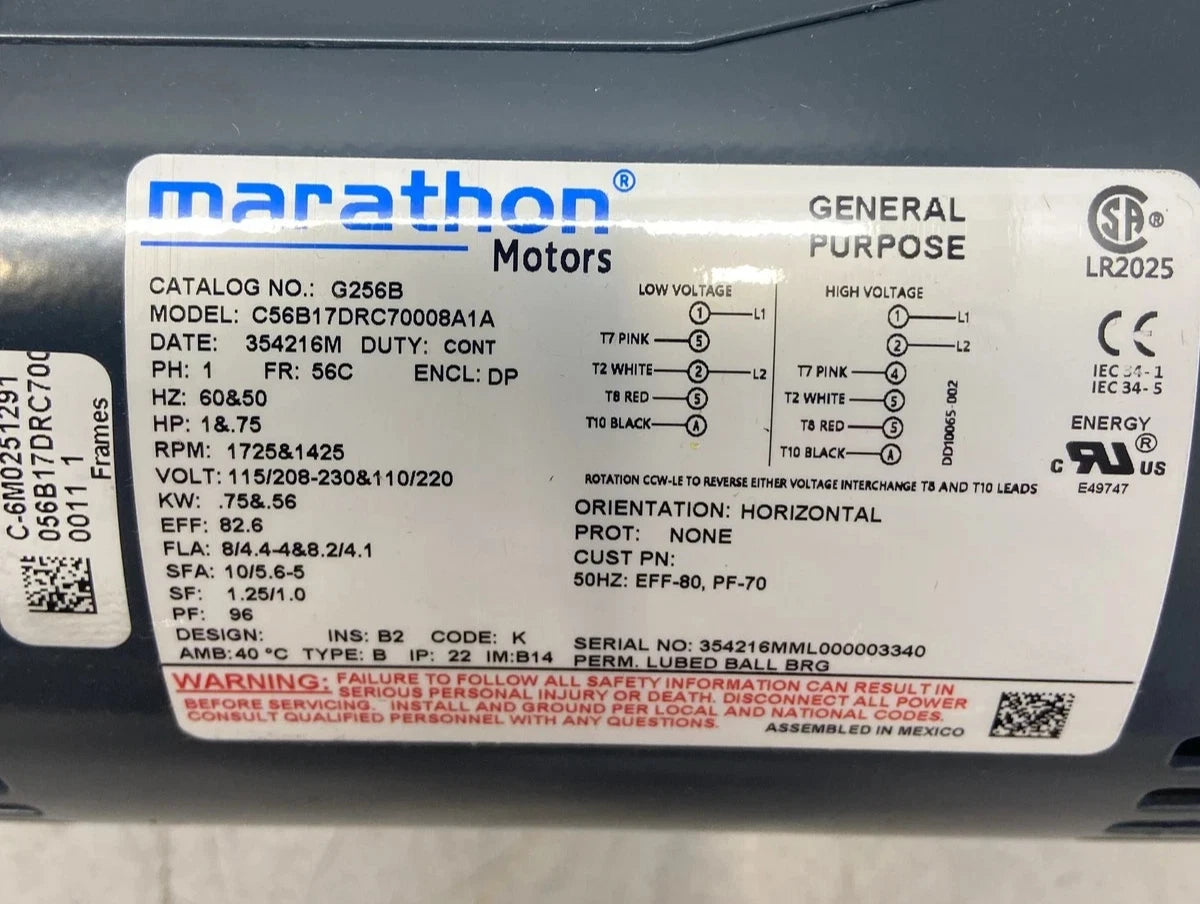 marathon®
Motors
GENERAL
PURPOSE
SA®
LR2025
CATALOG NO.: G256B
MODEL: C56B17DRC70008A1A
DATE: 354216M DUTY: CONT
PH: 1 FR: 56C ENCL: DP
HZ: 60&50
HP: 1&.75
RPM: 1725&1425
VOLT: 115/208-230&110/220
KW: .75&.56
EFF: 82.6
FLA: 8/4.4-4&8.2/4.1
SFA: 10/5.6-5
SF: 1.25/1.0
PF: 96
DESIGN: INS: B2 CODE: K
AMB: 40 °C TYPE: B IP: 22 IM: B14
LOW VOLTAGE
1 L1
T7 PINK 5
T2 WHITE 2 L2
T8 RED 5
T10 BLACK A
HIGH VOLTAGE
1 L1
2 L2
T7 PINK 4
T2 WHITE 5
T8 RED 5
T10 BLACK A
DD10065-002
ROTATION CCW-LE TO REVERSE EITHER VOLTAGE INTERCHANGE T8 AND T10 LEADS
ORIENTATION: HORIZONTAL
PROT: NONE
CUST PN:
50HZ: EFF-80, PF-70
SERIAL NO: 354216MML000003340
PERM. LUBED BALL BRG
CE
IEC 34-1
IEC 34-5
ENERGY
C RU® US
E49747
WARNING: FAILURE TO FOLLOW ALL SAFETY INFORMATION CAN RESULT IN
SERIOUS PERSONAL INJURY OR DEATH. DISCONNECT ALL POWER
BEFORE SERVICING. INSTALL AND GROUND PER LOCAL AND NATIONAL CODES.
CONSULT QUALIFIED PERSONNEL WITH ANY QUESTIONS.
ASSEMBLED IN MEXICO
C-6M0251291
056B17DRC700
0011 1
Frames